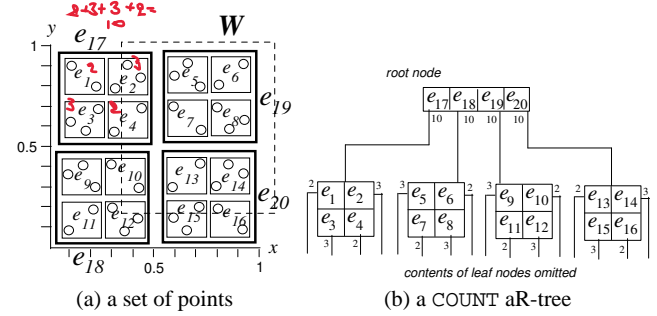 2+3+3+2=
10
y
e17
W
1
2
3
e1
e2
e5
e6
3
2
e3
e4
e7
e8
e19
0.5
e9
e10
e13
e14
e20
e11
e12
e15
e16
x
e18
0.5
1
(a) a set of points
root node
e17 e18 e19 e20
10 10 10 10
2 e1 e2 3
e3 e4
3 2
3 e5 e6 2
e7 e8
2 3
3 e9 e10 2
e11 e12
2 3
2 e13 e14 3
e15 e16
3 2
contents of leaf nodes omitted
(b) a COUNT aR-tree